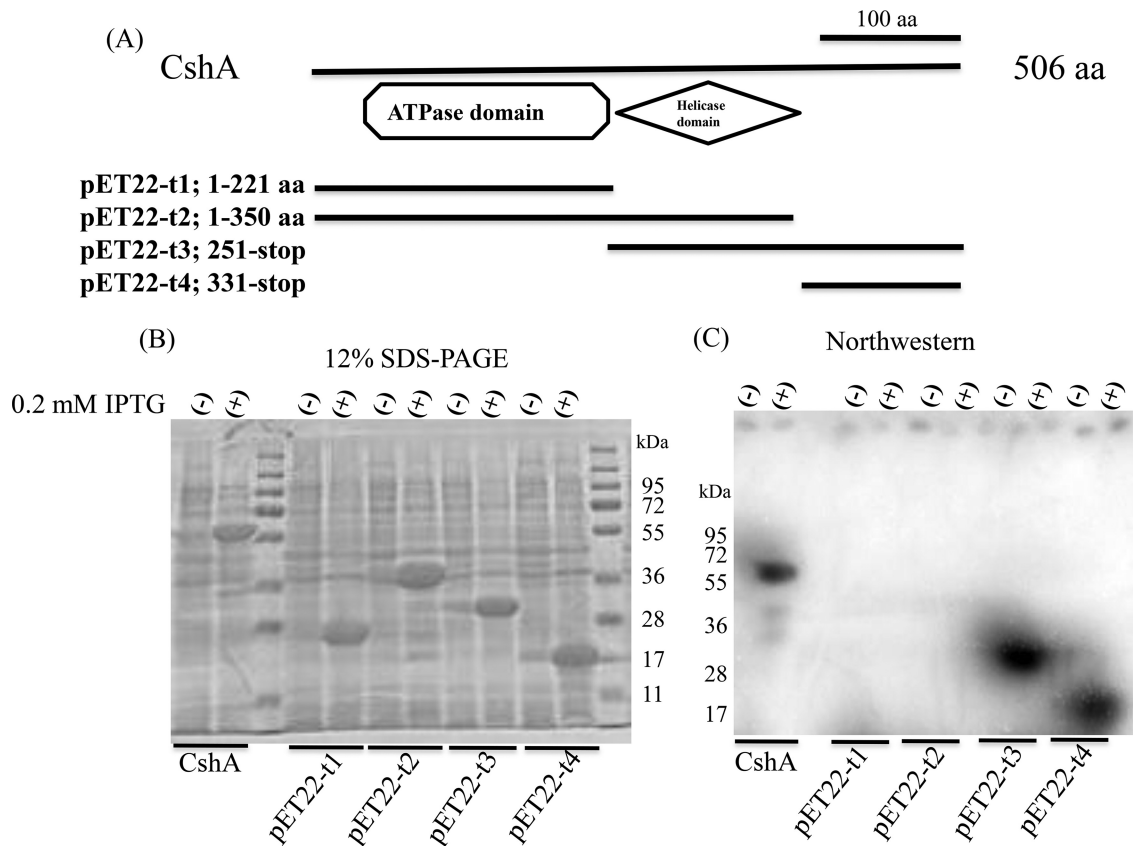 (A)
100 aa
CshA
506 aa
ATPase domain
Helicase
domain
pET22-t1; 1-221 aa
pET22-t2; 1-350 aa
pET22-t3; 251-stop
pET22-t4; 331-stop
(B)
12% SDS-PAGE
0.2 mM IPTG (-) (+) (-) (+) (-) (+) (-) (+) (-) (+)
kDa
95
72
55
36
28
17
11
CshA
pET22-t1
pET22-t2
pET22-t3
pET22-t4
(C)
Northwestern
(-) (+) (-) (+) (-) (+) (-) (+) (-) (+)
kDa
95
72
55
36
28
17
CshA
pET22-t1
pET22-t2
pET22-t3
pET22-t4